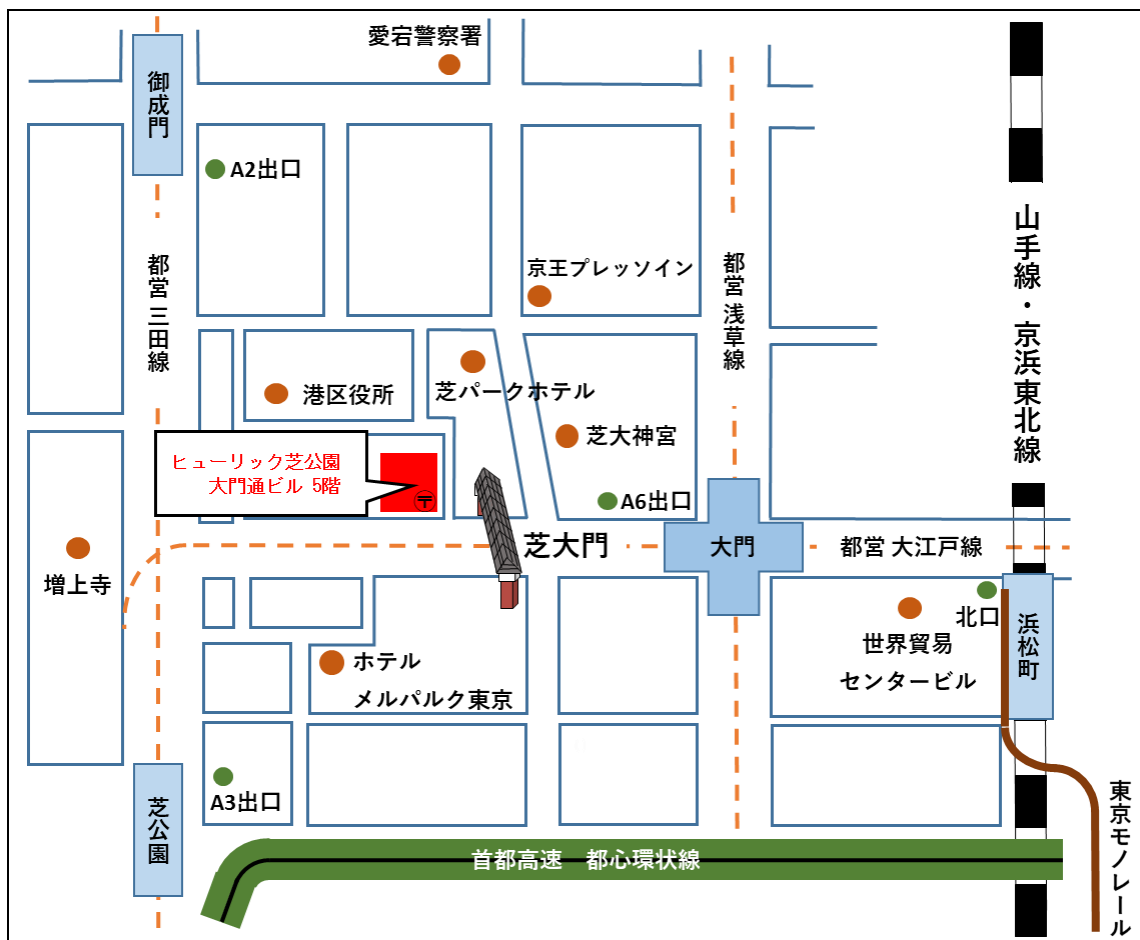 愛宕警察署
御成門
A2出口
山手線・京浜東北線
都営 三田線
京王プレッソイン
都営 浅草線
港区役所
芝パークホテル
芝大神宮
ヒューリック芝公園
大門通ビル 5階
〒
A6出口
芝大門
大門
都営 大江戸線
増上寺
北口
浜松町
世界貿易
センタービル
ホテル
メルパルク東京
A3出口
芝公園
東京モノレール
首都高速　都心環状線